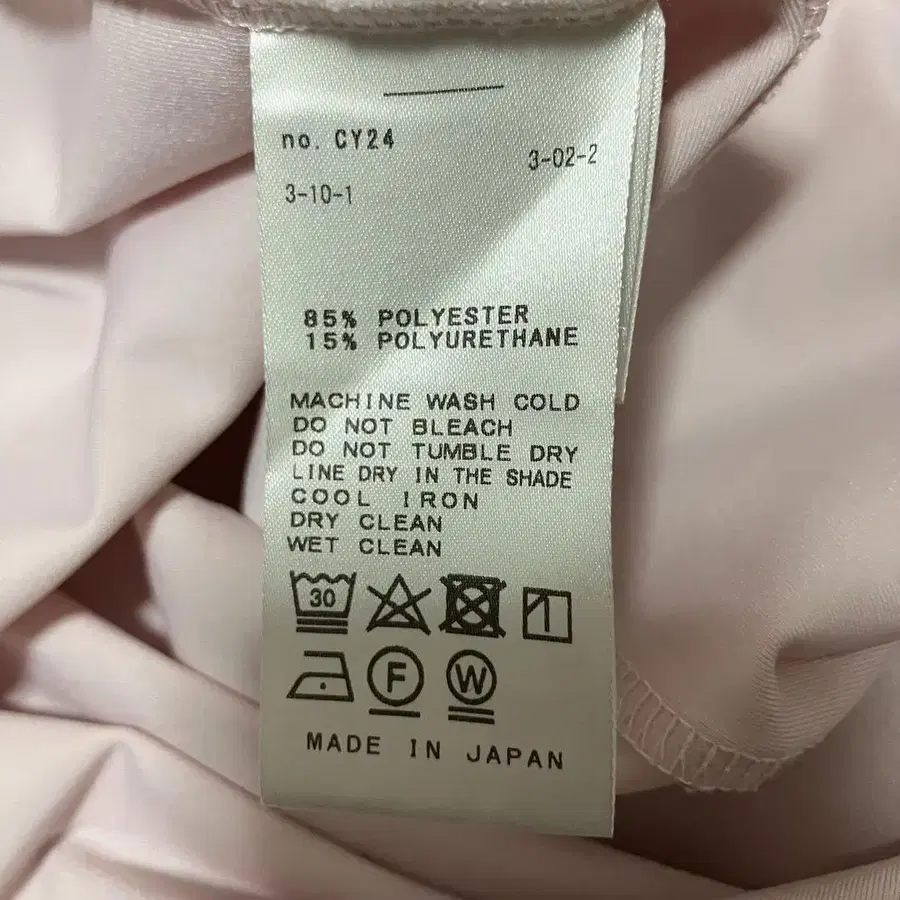 no. CY24
3-02-2
3-10-1
85% POLYESTER
15% POLYURETHANE
MACHINE WASH COLD
DO NOT BLEACH
DO NOT TUMBLE DRY
LINE DRY IN THE SHADE
COOL IRON
DRY CLEAN
WET CLEAN
30
F W
MADE IN JAPAN